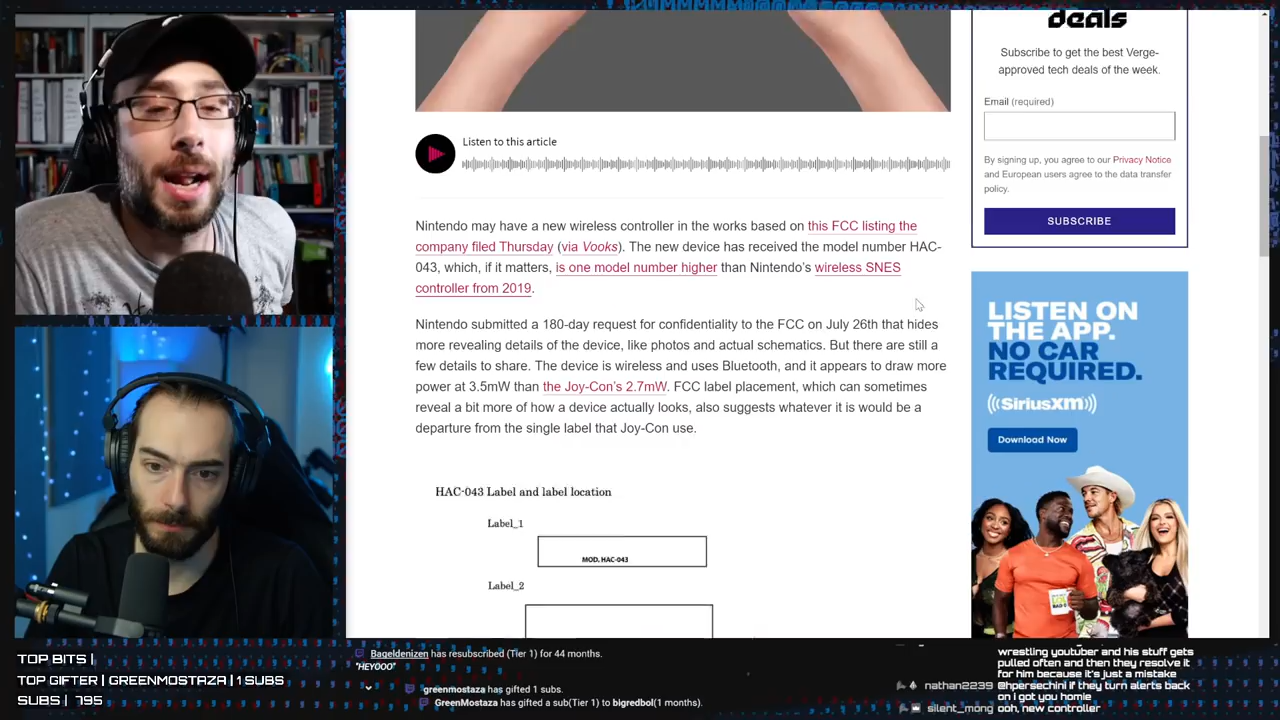 deals
Subscribe to get the best Verge-
approved tech deals of the week.
Email (required)
By signing up, you agree to our Privacy Notice
and European users agree to the data transfer
policy.
SUBSCRIBE
Listen to this article
Nintendo may have a new wireless controller in the works based on this FCC listing the
company filed Thursday (via Vooks). The new device has received the model number HAC-
043, which, if it matters, is one model number higher than Nintendo's wireless SNES
controller from 2019.
Nintendo submitted a 180-day request for confidentiality to the FCC on July 26th that hides
more revealing details of the device, like photos and actual schematics. But there are still a
few details to share. The device is wireless and uses Bluetooth, and it appears to draw more
power at 3.5mW than the Joy-Con's 2.7mW. FCC label placement, which can sometimes
reveal a bit more of how a device actually looks, also suggests whatever it is would be a
departure from the single label that Joy-Con use.
HAC-043 Label and label location
Label_1
MOD. HAC-043
Label_2
LISTEN ON
THE APP.
NO CAR
REQUIRED.
((SiriusXM))
Download Now
TOP BITS |
TOP GIFTER | GREENMOSTAZA | 1 SUBS
SUBS | 795
Bageldenizen has resubscribed (Tier 1) for 44 months.
*HEYOOO*
greenmostaza has gifted 1 subs.
GreenMostaza has gifted a sub(Tier 1) to bigredbol(1 months).
wrestling youtuber and his stuff gets
pulled often and then they resolve it
for him because it's just a mistake
nathan2239 @hpersechini if they turn alerts back
on i got you homie
silent_mong ooh, new controller